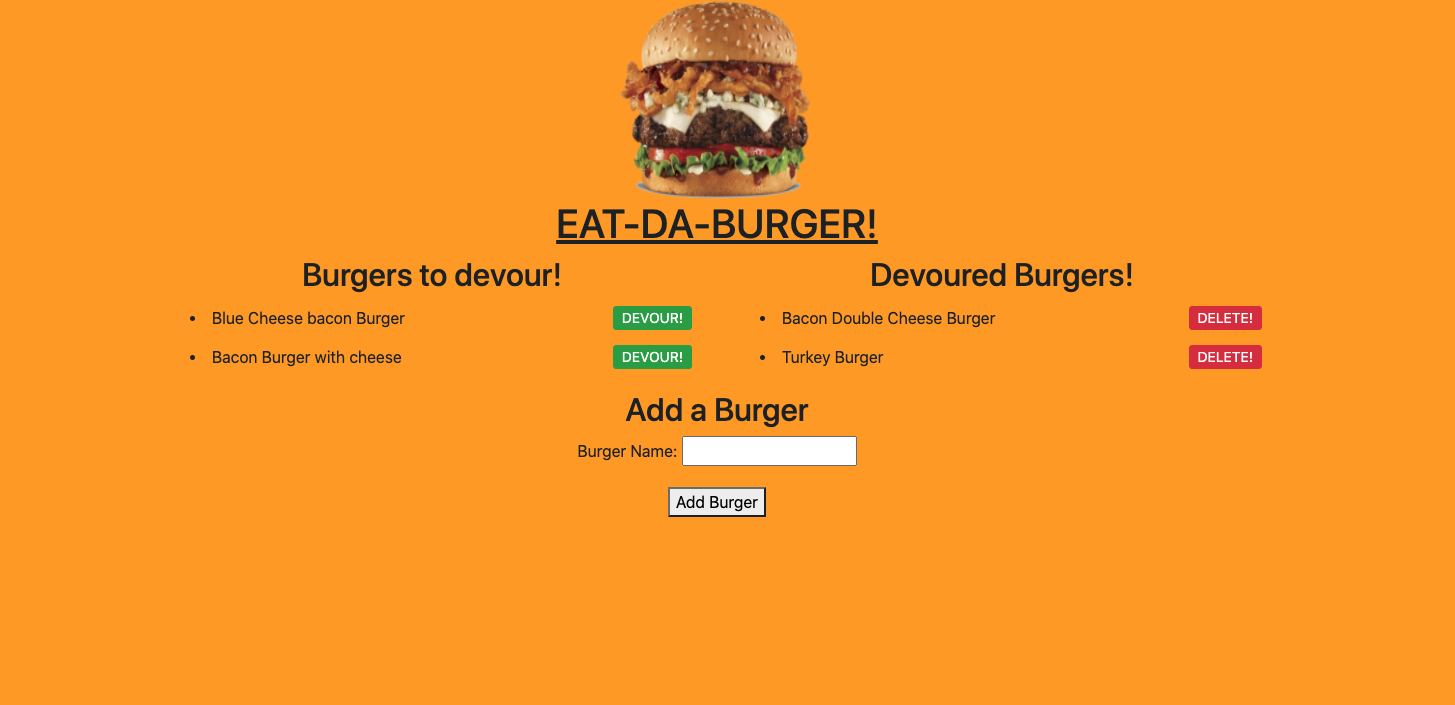 EAT-DA-BURGER!
Burgers to devour!
Blue Cheese bacon Burger DEVOUR!
Bacon Burger with cheese DEVOUR!
Devoured Burgers!
Bacon Double Cheese Burger DELETE!
Turkey Burger DELETE!
Add a Burger
Burger Name:
Add Burger